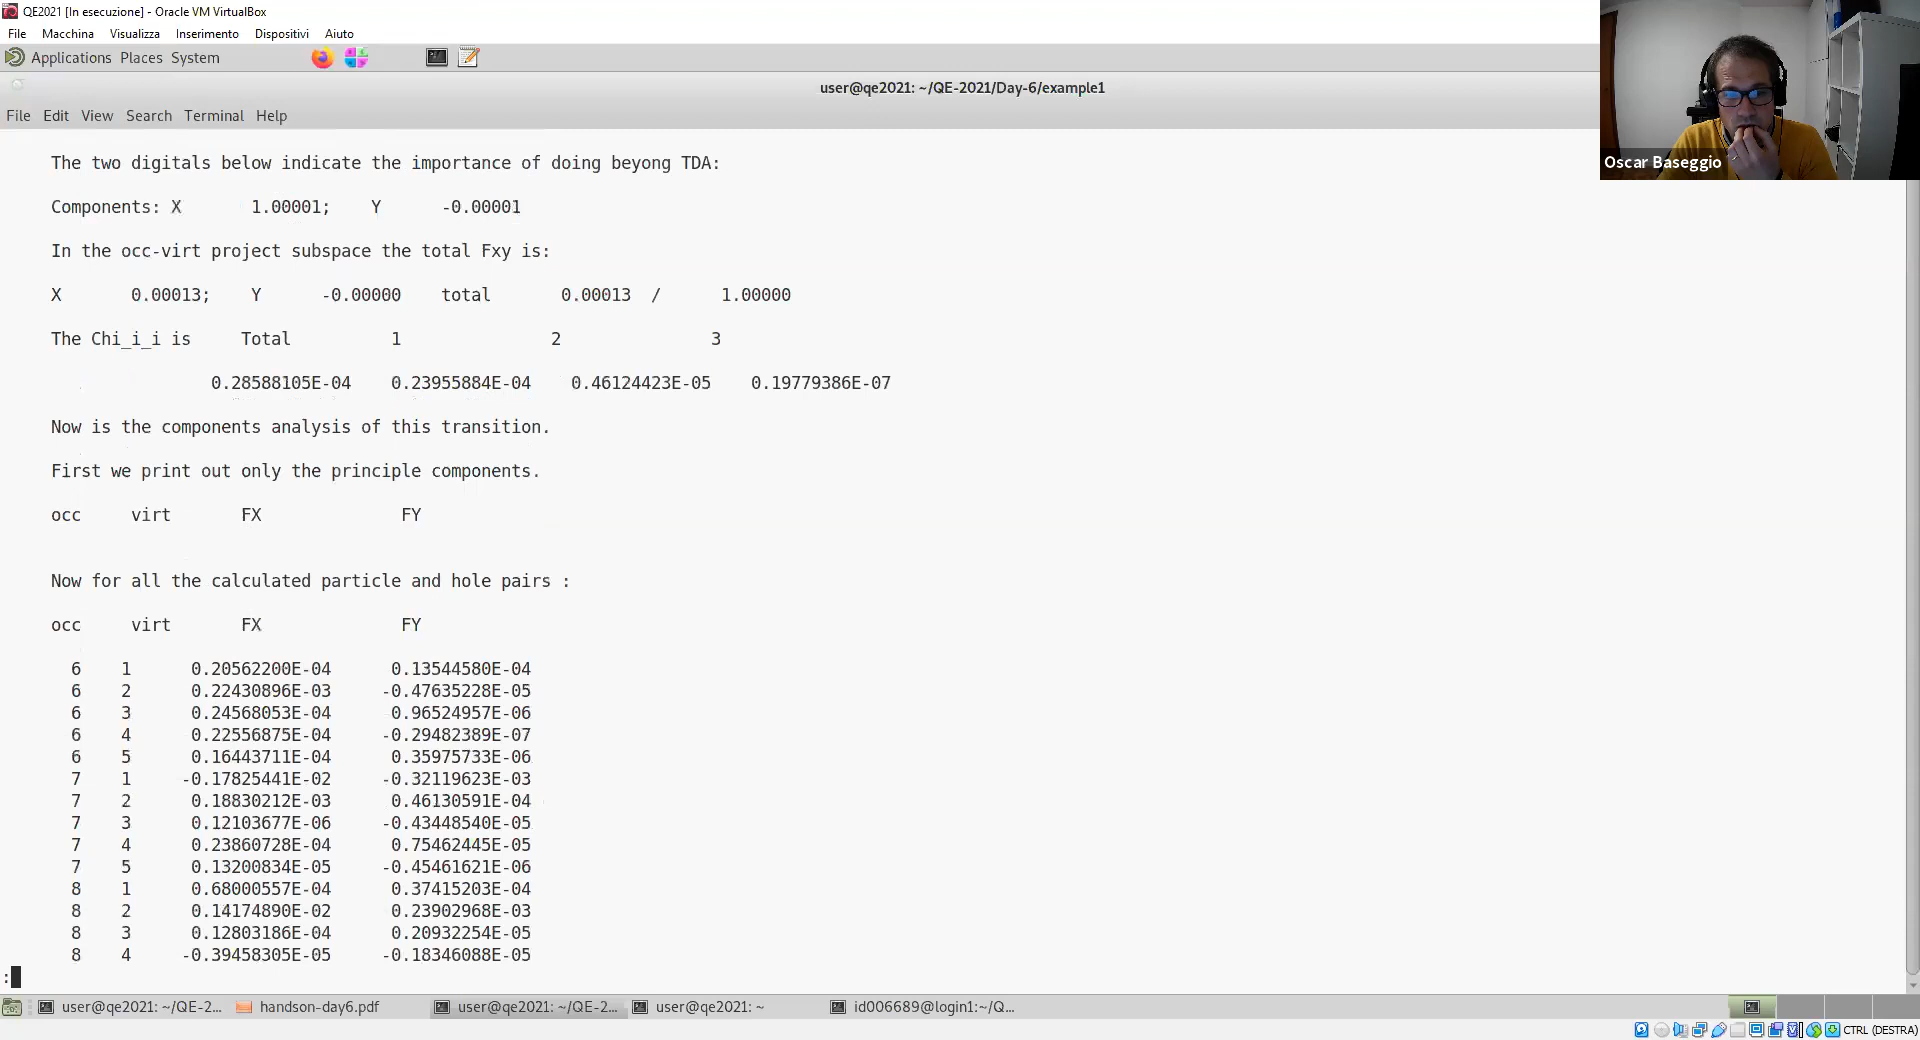 QE2021 [In esecuzione] - Oracle VM VirtualBox
File Macchina Visualizza Inserimento Dispositivi Aiuto
Applications Places System
user@qe2021: ~/QE-2021/Day-6/example1
File Edit View Search Terminal Help
Oscar Baseggio
The two digitals below indicate the importance of doing beyong TDA:
Components: X 1.00001; Y -0.00001
In the occ-virt project subspace the total Fxy is:
X 0.00013; Y -0.00000 total 0.00013 / 1.00000
The Chi_i_i is Total 1 2 3
0.28588105E-04 0.23955884E-04 0.46124423E-05 0.19779386E-07
Now is the components analysis of this transition.
First we print out only the principle components.
occ virt FX FY
Now for all the calculated particle and hole pairs :
occ virt FX FY
6 1 0.20562200E-04 0.13544580E-04
6 2 0.22430896E-03 -0.47635228E-05
6 3 0.24568053E-04 -0.96524957E-06
6 4 0.22556875E-04 -0.29482389E-07
6 5 0.16443711E-04 0.35975733E-06
7 1 -0.17825441E-02 -0.32119623E-03
7 2 0.18830212E-03 0.46130591E-04
7 3 0.12103677E-06 -0.43448540E-05
7 4 0.23860728E-04 0.75462445E-05
7 5 0.13200834E-05 -0.45461621E-06
8 1 0.68000557E-04 0.37415203E-04
8 2 0.14174890E-02 0.23902968E-03
8 3 0.12803186E-04 0.20932254E-05
8 4 -0.39458305E-05 -0.18346088E-05
:
user@qe2021: ~/QE-2... handson-day6.pdf user@qe2021: ~/QE-2... user@qe2021: ~ id006689@login1:~/Q...
CTRL (DESTRA)